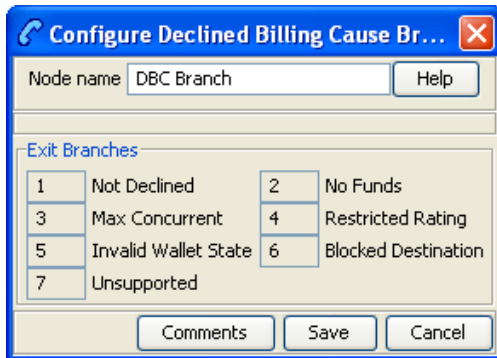 Configure Declined Billing Cause Br...
Node name DBC Branch Help
Exit Branches
1 Not Declined 2 No Funds
3 Max Concurrent 4 Restricted Rating
5 Invalid Wallet State 6 Blocked Destination
7 Unsupported
Comments Save Cancel